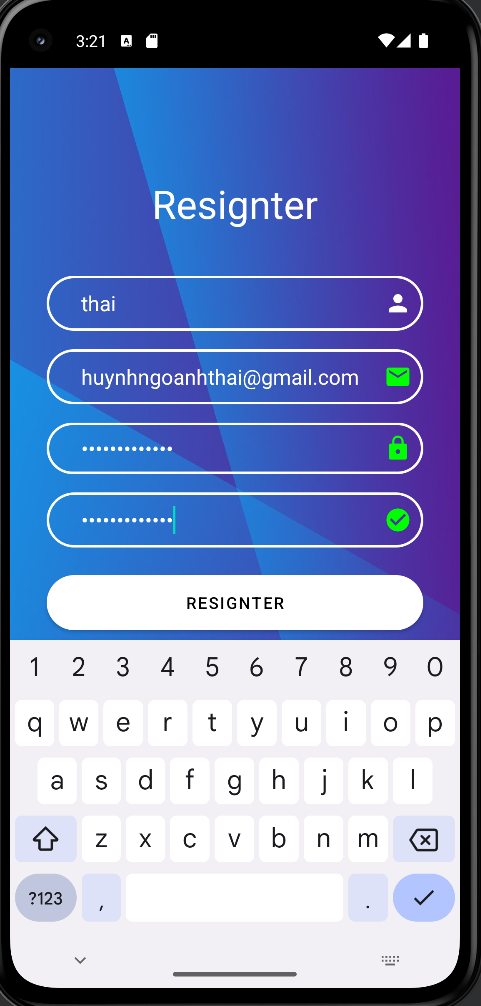 3:21
A
Resignter
thai
huynhngoanhthai@gmail.com
•••••••••••••
•••••••••••••
RESIGNTER
1 2 3 4 5 6 7 8 9 0
q w e r t y u i o p
a s d f g h j k l
z x c v b n m
?123 , .